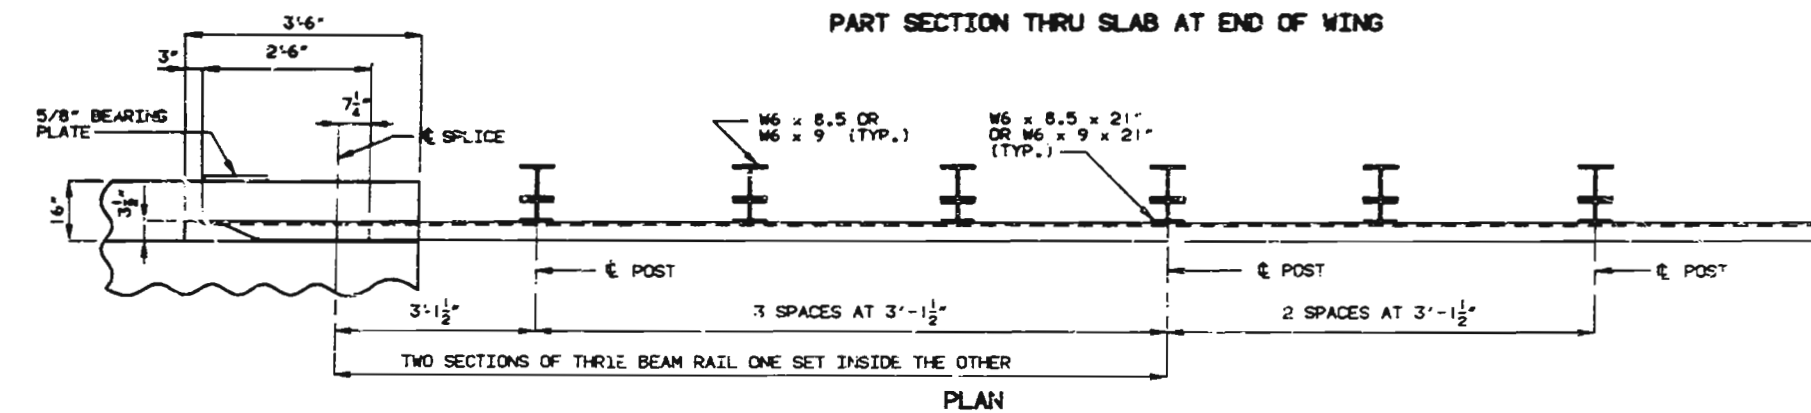 PART SECTION THRU SLAB AT END OF WING
3'-6"
3"
2'-6"
7 1/4"
5/8" BEARING
PLATE
℄ SPLICE
W6 x 8.5 OR
W6 x 9 (TYP.)
W6 x 8.5 x 21"
OR W6 x 9 x 21"
(TYP.)
16"
℄ POST
℄ POST
℄ POST
3'-1 1/2"
3 SPACES AT 3'-1 1/2"
2 SPACES AT 3'-1 1/2"
TWO SECTIONS OF THRIE BEAM RAIL ONE SET INSIDE THE OTHER
PLAN